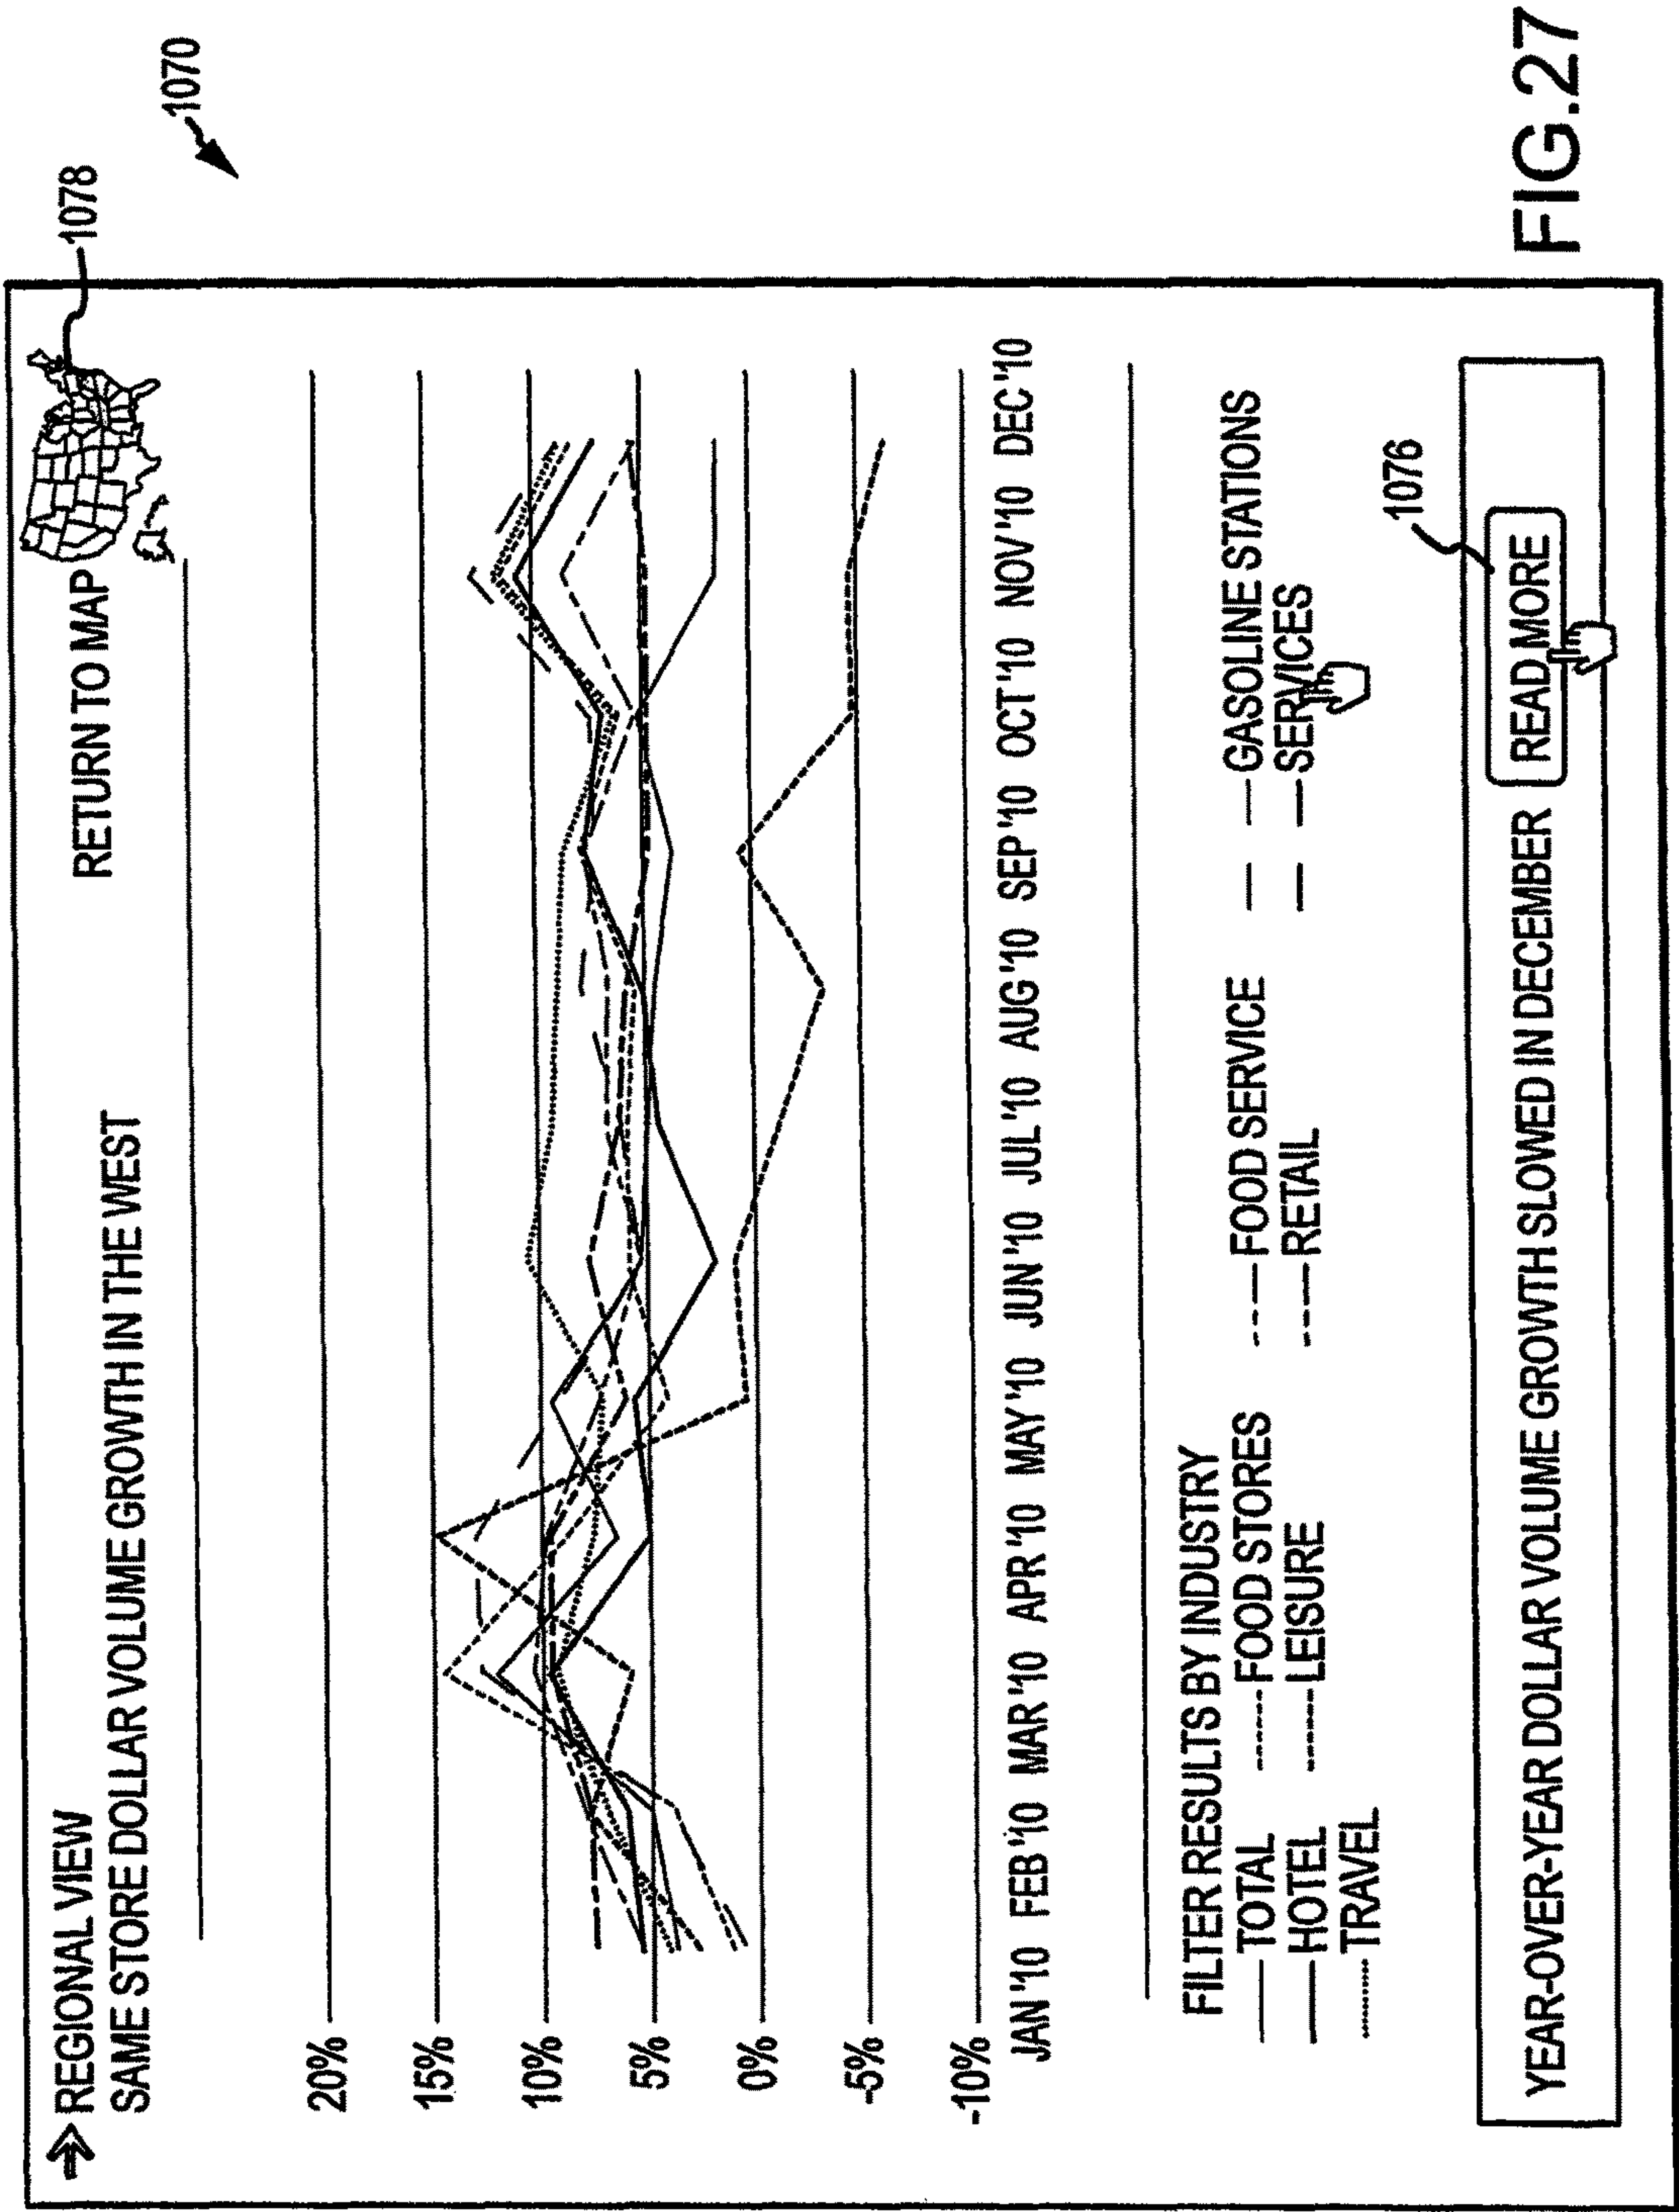 REGIONAL VIEW
SAME STORE DOLLAR VOLUME GROWTH IN THE WEST
RETURN TO MAP
1078
1070
20%
15%
10%
5%
0%
-5%
-10%
JAN '10 FEB '10 MAR '10 APR '10 MAY '10 JUN '10 JUL '10 AUG '10 SEP '10 OCT '10 NOV '10 DEC '10
FILTER RESULTS BY INDUSTRY
TOTAL FOOD STORES FOOD SERVICE GASOLINE STATIONS
HOTEL LEISURE RETAIL SERVICES
TRAVEL
1076
YEAR-OVER-YEAR DOLLAR VOLUME GROWTH SLOWED IN DECEMBER READ MORE
FIG.27